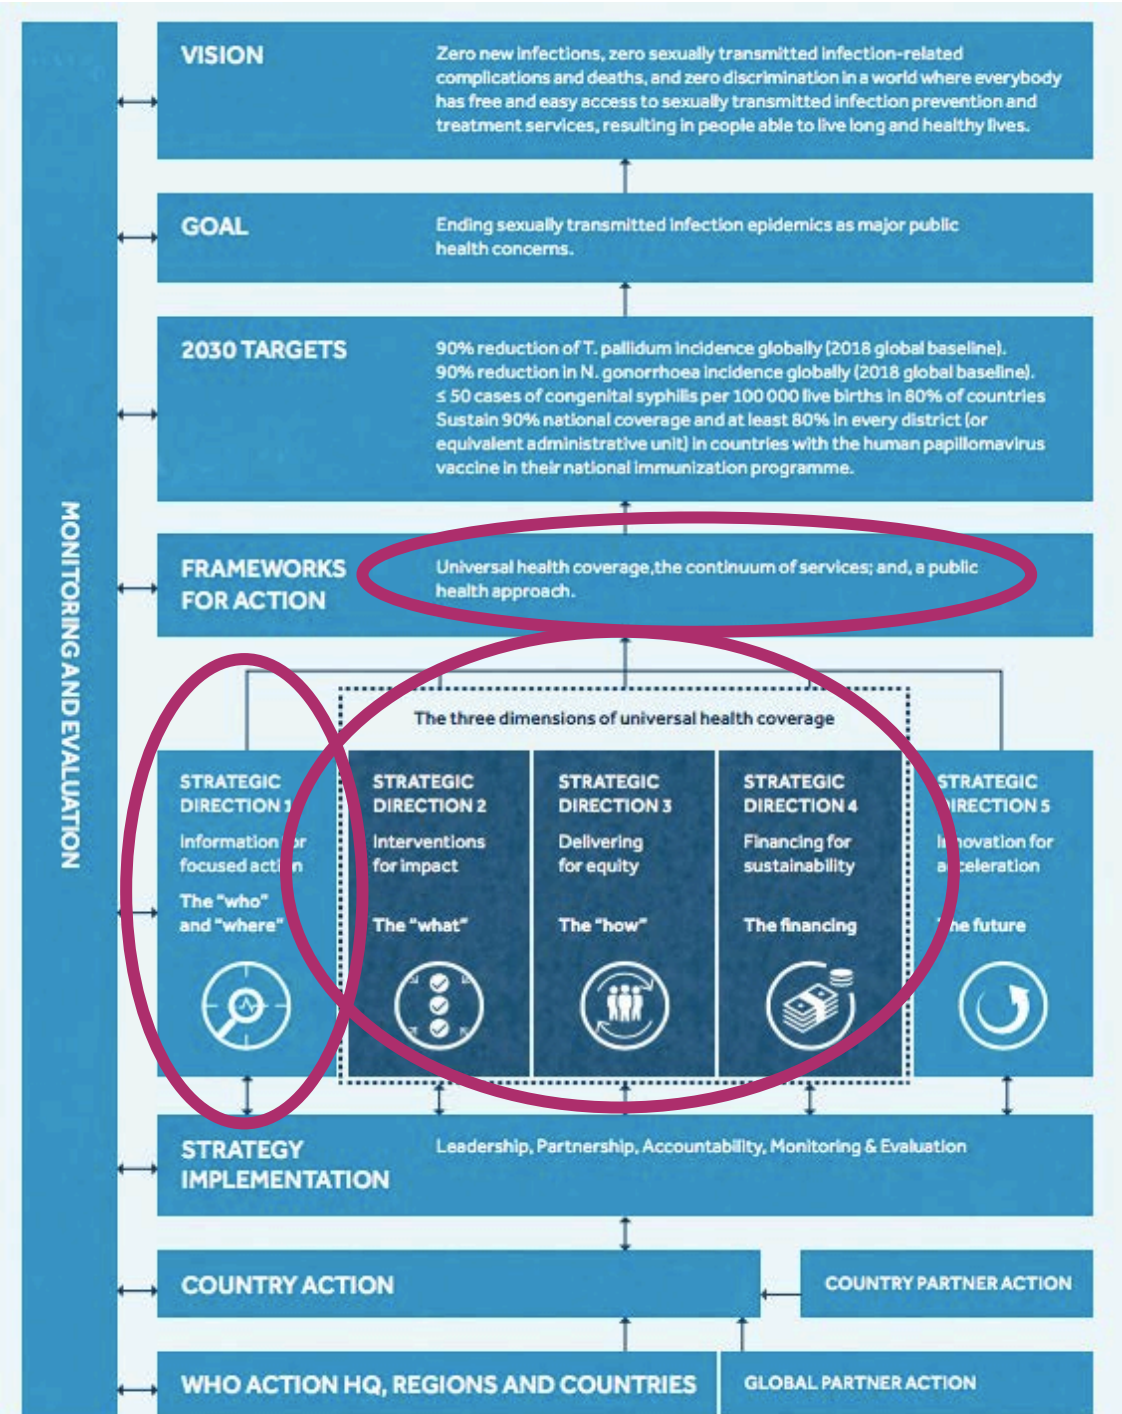 VISION
Zero new infections, zero sexually transmitted infection-related
complications and deaths, and zero discrimination in a world where everybody
has free and easy access to sexually transmitted infection prevention and
treatment services, resulting in people able to live long and healthy lives.
GOAL
Ending sexually transmitted infection epidemics as major public
health concerns.
2030 TARGETS
90% reduction of T. pallidum incidence globally (2018 global baseline).
90% reduction in N. gonorrhoea incidence globally (2018 global baseline).
≤ 50 cases of congenital syphilis per 100 000 live births in 80% of countries
Sustain 90% national coverage and at least 80% in every district (or
equivalent administrative unit) in countries with the human papillomavirus
vaccine in their national immunization programme.
MONITORING AND EVALUATION
FRAMEWORKS
FOR ACTION
Universal health coverage,the continuum of services; and, a public
health approach.
The three dimensions of universal health coverage
STRATEGIC
DIRECTION 1
Information for
focused action
The "who"
and "where"
STRATEGIC
DIRECTION 2
Interventions
for impact
The "what"
STRATEGIC
DIRECTION 3
Delivering
for equity
The "how"
STRATEGIC
DIRECTION 4
Financing for
sustainability
The financing
STRATEGIC
DIRECTION 5
Innovation for
acceleration
The future
STRATEGY
IMPLEMENTATION
Leadership, Partnership, Accountability, Monitoring & Evaluation
COUNTRY ACTION
COUNTRY PARTNER ACTION
WHO ACTION HQ, REGIONS AND COUNTRIES
GLOBAL PARTNER ACTION